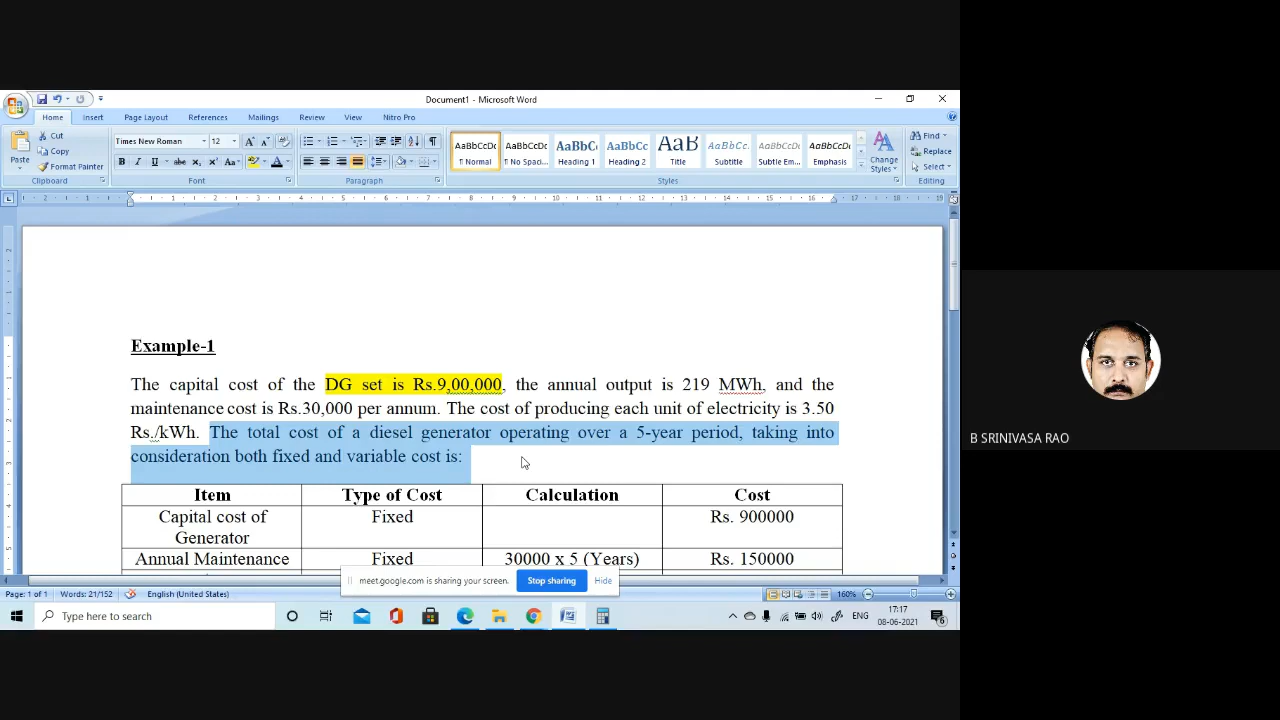 Document1 - Microsoft Word
Home Insert Page Layout References Mailings Review View Nitro Pro
Paste
Cut
Copy
Format Painter
Clipboard
Times New Roman 12
Font
Paragraph
AaBbCcDc AaBbCcDc AaBbC AaBbCc AaB AaBbCc. AaBbCcDc AaBbCcDc
¶ Normal ¶ No Spaci... Heading 1 Heading 2 Title Subtitle Subtle Em... Emphasis
Change Styles
Styles
Find
Replace
Select
Editing
Example-1
The capital cost of the DG set is Rs.9,00,000, the annual output is 219 MWh, and the
maintenance cost is Rs.30,000 per annum. The cost of producing each unit of electricity is 3.50
Rs./kWh. The total cost of a diesel generator operating over a 5-year period, taking into
consideration both fixed and variable cost is:
Item Type of Cost Calculation Cost
Capital cost of Generator Fixed Rs. 900000
Annual Maintenance Fixed 30000 x 5 (Years) Rs. 150000
meet.google.com is sharing your screen. Stop sharing Hide
Page: 1 of 1 Words: 21/152 English (United States) 160%
Type here to search
ENG
17:17
08-06-2021
B SRINIVASA RAO